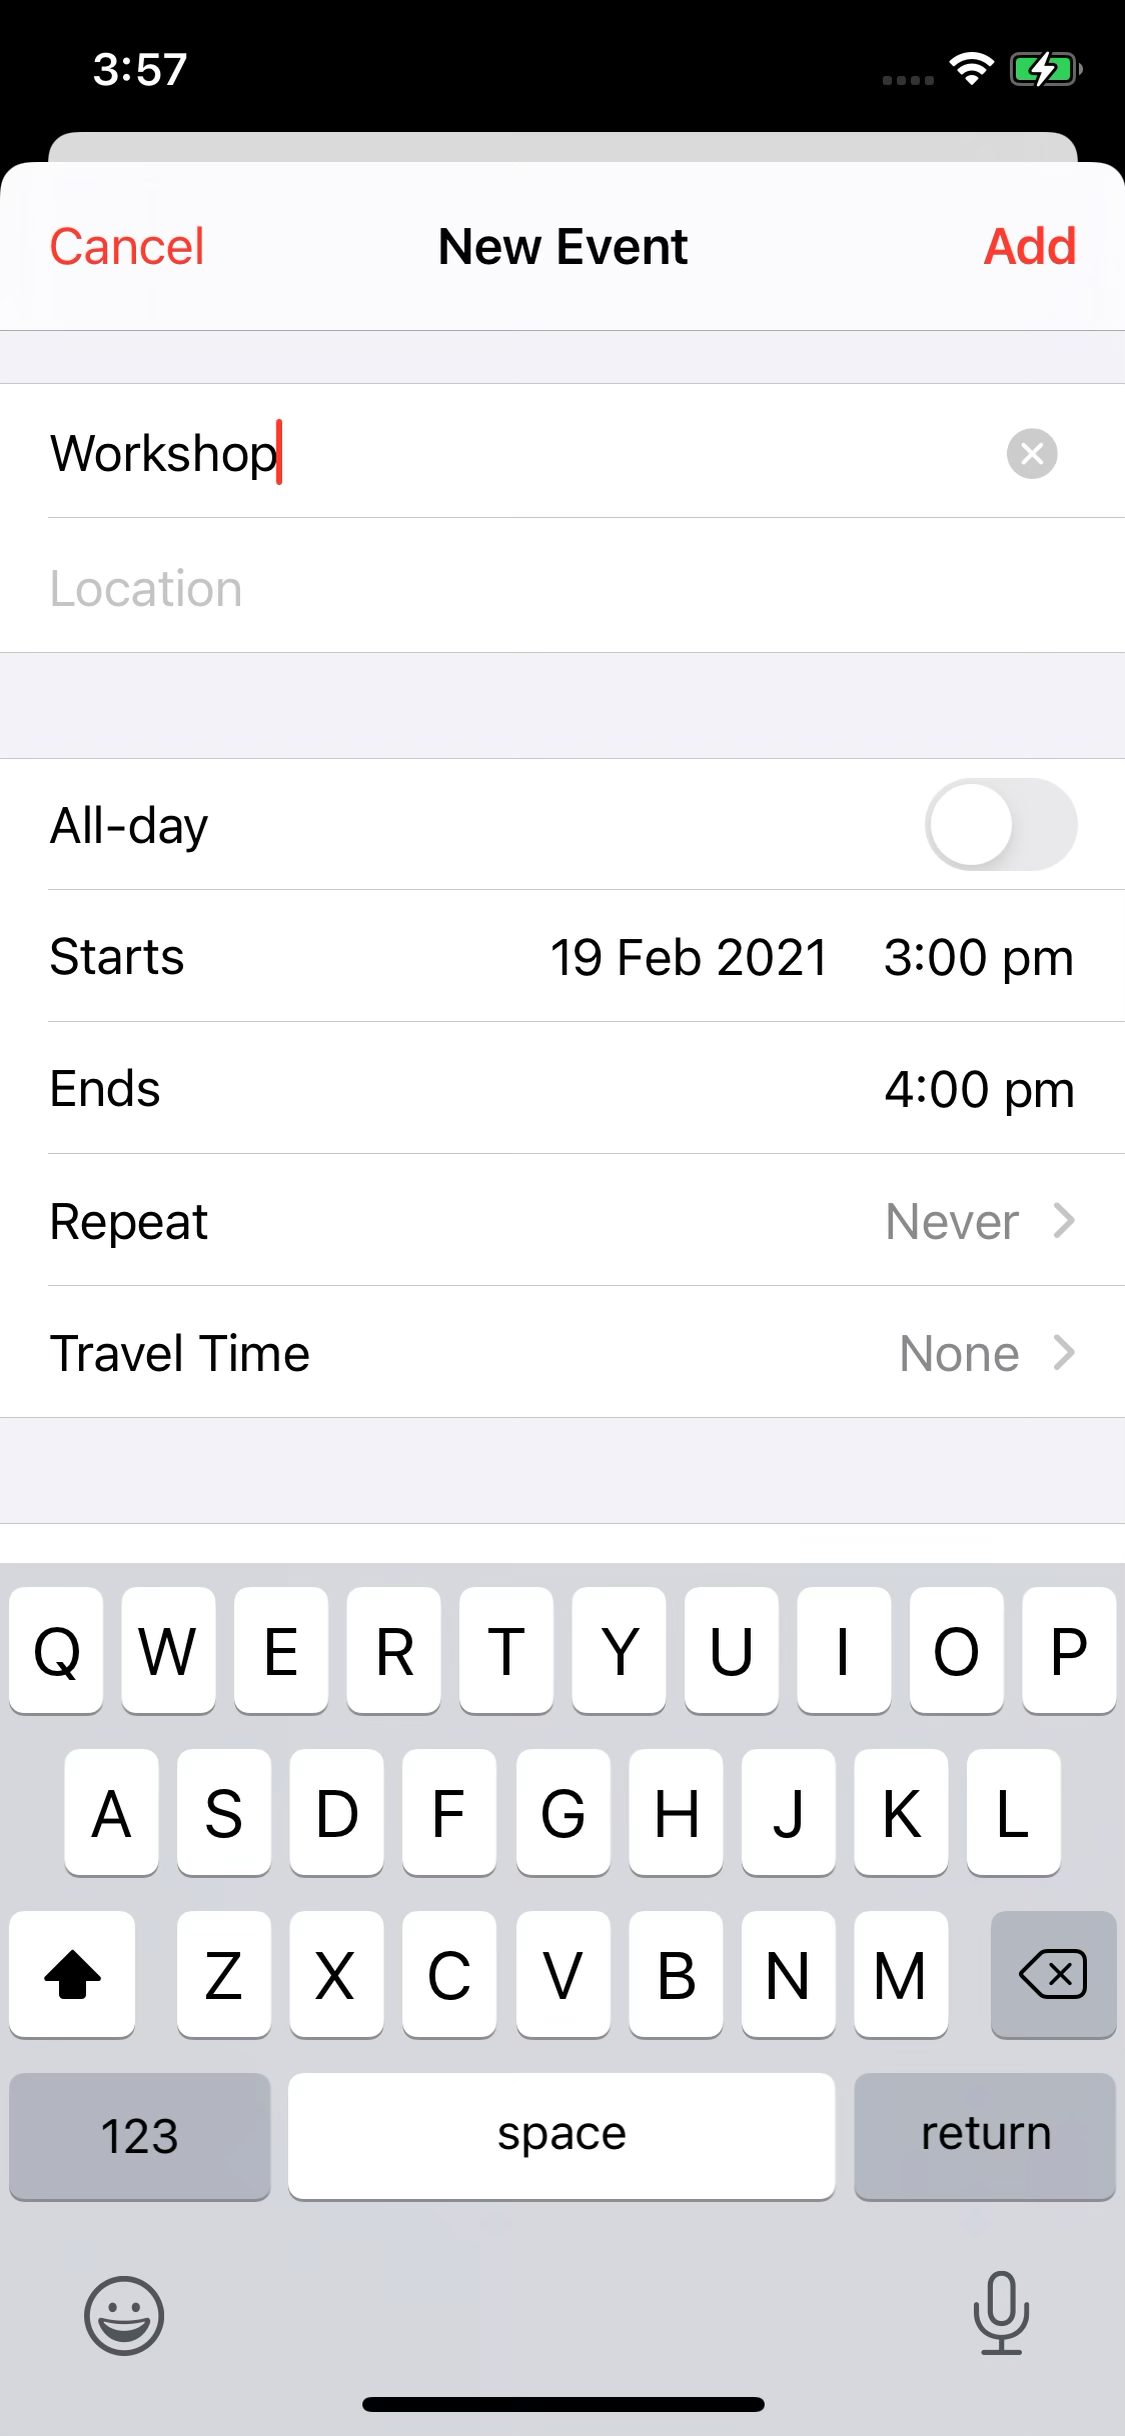 3:57
Cancel New Event Add
Workshop
Location
All-day
Starts 19 Feb 2021 3:00 pm
Ends 4:00 pm
Repeat Never
Travel Time None
Q W E R T Y U I O P
A S D F G H J K L
Z X C V B N M
123 space return